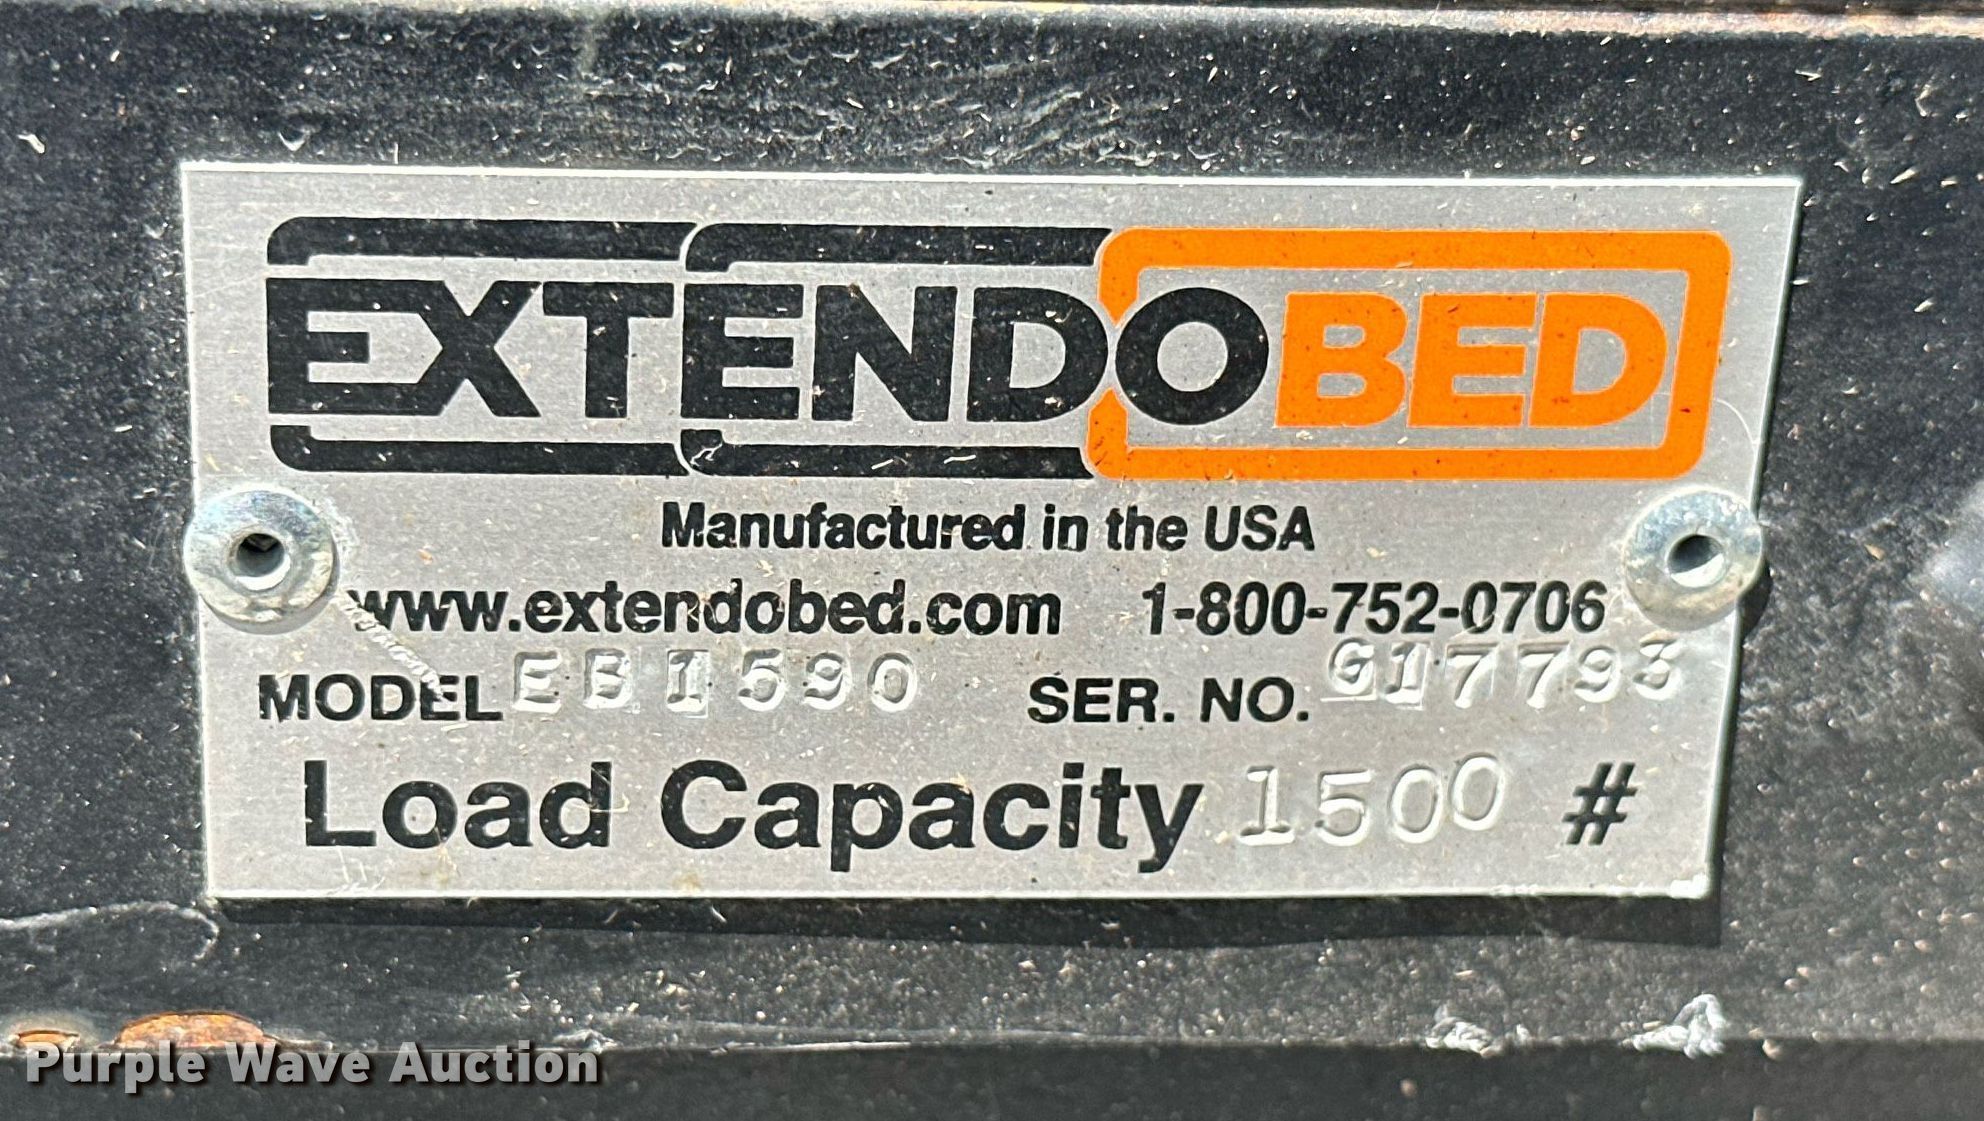 EXTENDOBED
Manufactured in the USA
www.extendobed.com 1-800-752-0706
MODEL EB1590 SER. NO. G17793
Load Capacity 1500 #
Purple Wave Auction